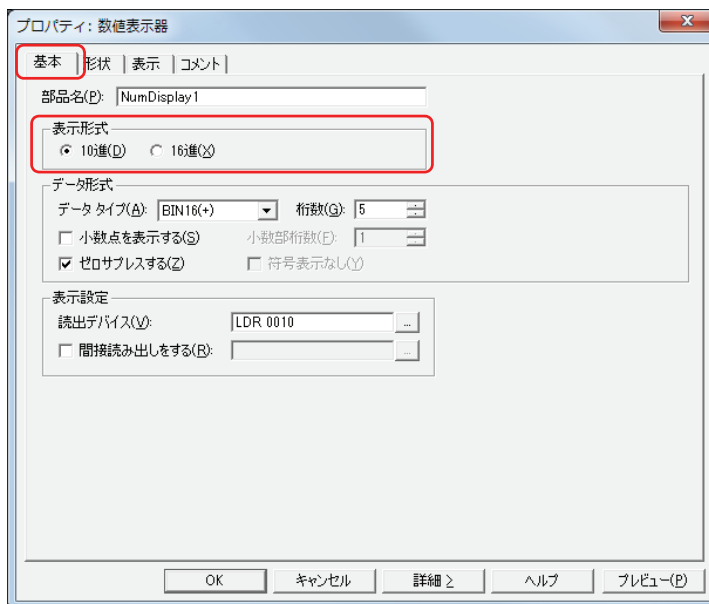 プロパティ: 数値表示器
x
基本 形状 表示 コメント
部品名(P): NumDisplay1
表示形式
10進(D) 16進(X)
データ形式
データ タイプ(A): BIN16(+) 桁数(G): 5
小数点を表示する(S) 小数部桁数(F): 1
ゼロサプレスする(Z) 符号表示なし(Y)
表示設定
読出デバイス(V): LDR 0010 ...
間接読み出しをする(R): ...
OK キャンセル 詳細 ≥ ヘルプ プレビュー(P)